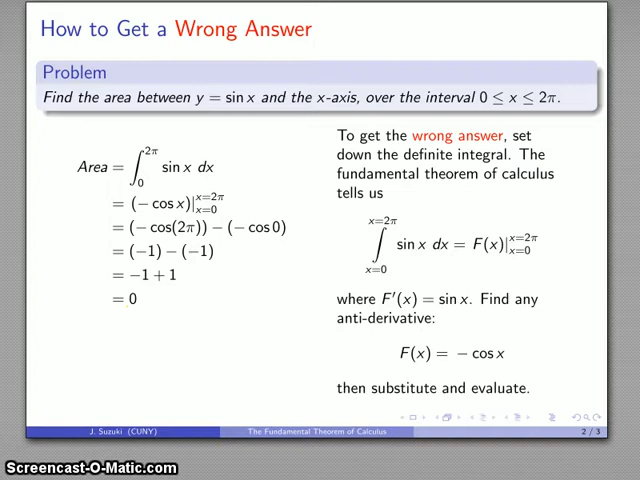 How to Get a Wrong Answer
Problem
Find the area between y = sin x and the x-axis, over the interval 0 ≤ x ≤ 2π.
Area = ∫₀^{2π} sin x dx
= (− cos x)|_{x=0}^{x=2π}
= (− cos(2π)) − (− cos 0)
= (−1) − (−1)
= −1 + 1
= 0
To get the wrong answer, set
down the definite integral. The
fundamental theorem of calculus
tells us
∫_{x=0}^{x=2π} sin x dx = F(x)|_{x=0}^{x=2π}
where F′(x) = sin x. Find any
anti-derivative:
F(x) = − cos x
then substitute and evaluate.
J. Suzuki (CUNY)
The Fundamental Theorem of Calculus
2 / 3
Screencast-O-Matic.com